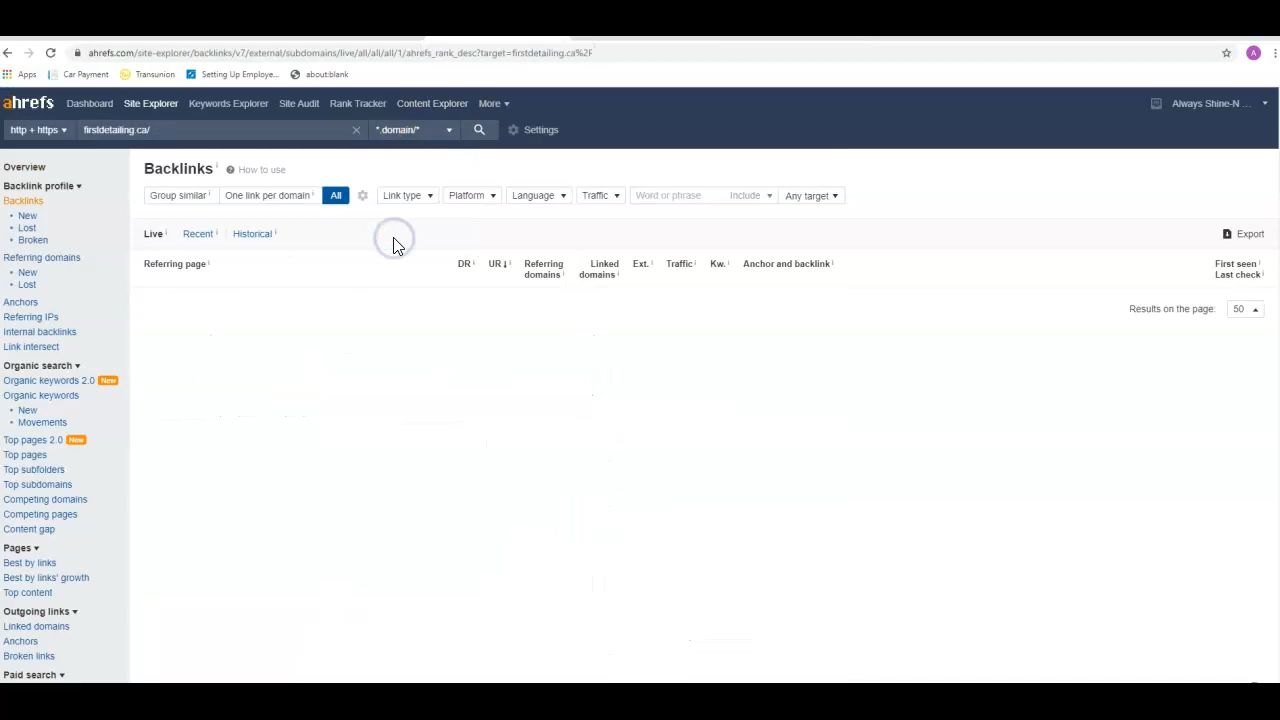 ahrefs.com/site-explorer/backlinks/v7/external/subdomains/live/all/all/all/1/ahrefs_rank_desc?target=firstdetailing.ca%2F
A
Apps Car Payment Transunion Setting Up Employe... about:blank
ahrefs Dashboard Site Explorer Keywords Explorer Site Audit Rank Tracker Content Explorer More Always Shine-N ...
http + https firstdetailing.ca/ *.domain/* Settings
Overview
Backlink profile
Backlinks
• New
• Lost
• Broken
Referring domains
• New
• Lost
Anchors
Referring IPs
Internal backlinks
Link intersect
Organic search
Organic keywords 2.0 New
Organic keywords
• New
• Movements
Top pages 2.0 New
Top pages
Top subfolders
Top subdomains
Competing domains
Competing pages
Content gap
Pages
Best by links
Best by links' growth
Top content
Outgoing links
Linked domains
Anchors
Broken links
Paid search
Backlinks i How to use
Group similar i One link per domain i All Link type Platform Language Traffic Word or phrase Include Any target
Live i Recent i Historical i Export
Referring page i DR i UR i Referring domains i Linked domains i Ext. i Traffic i Kw. i Anchor and backlink i First seen i Last check i
Results on the page: 50